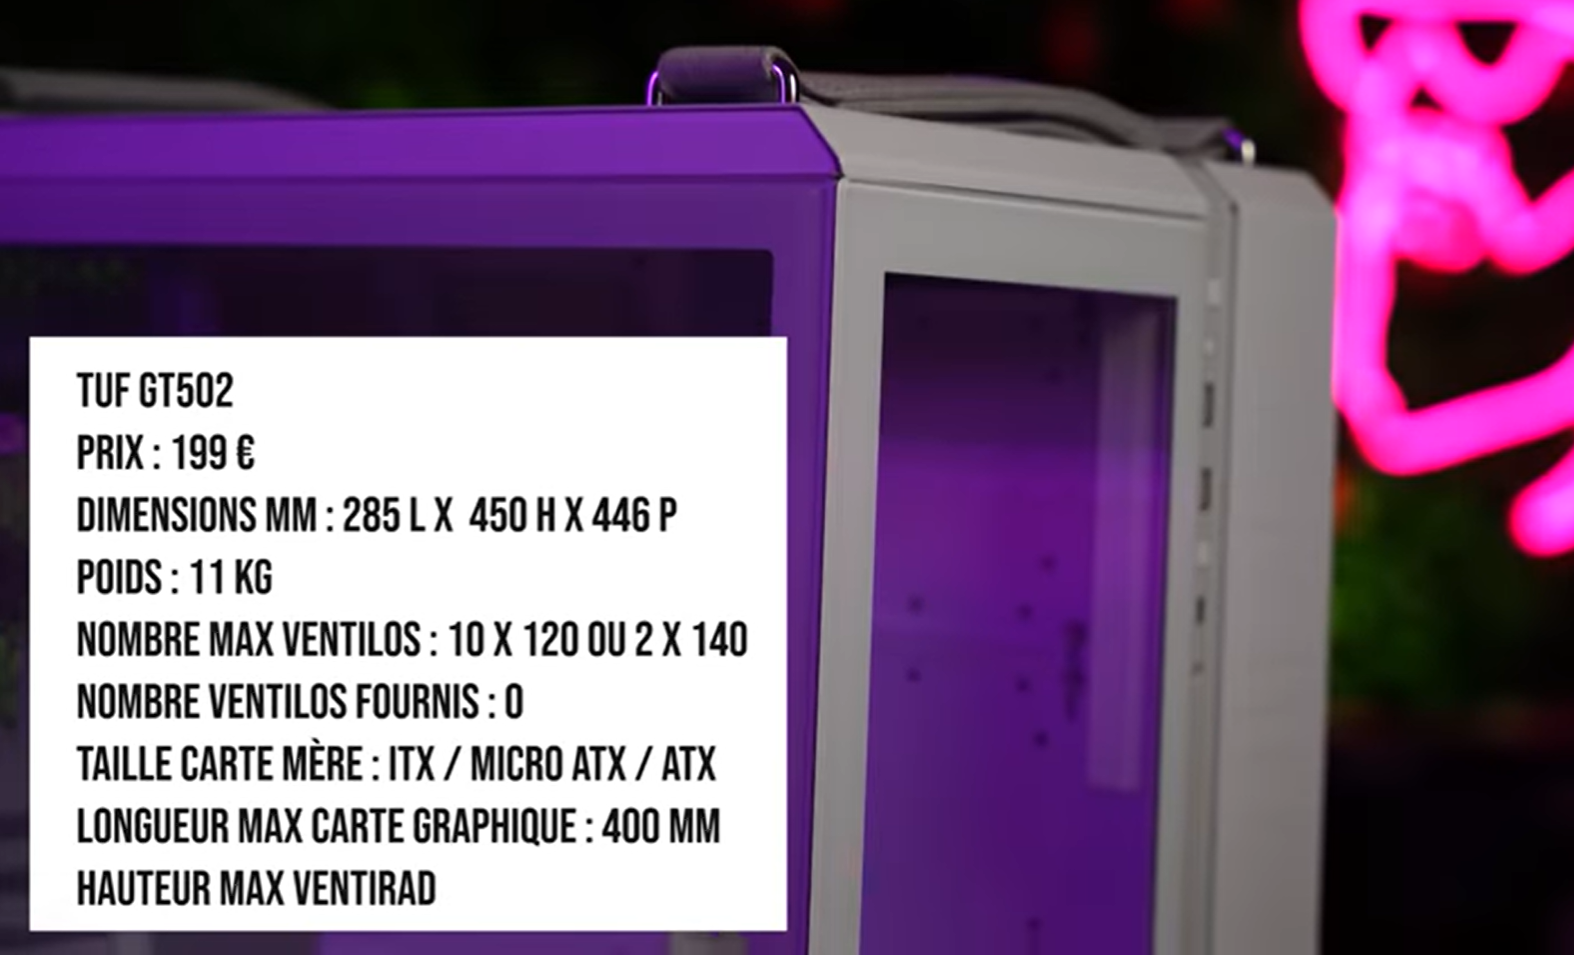 TUF GT502
PRIX : 199 €
DIMENSIONS MM : 285 L X 450 H X 446 P
POIDS : 11 KG
NOMBRE MAX VENTILOS : 10 X 120 OU 2 X 140
NOMBRE VENTILOS FOURNIS : 0
TAILLE CARTE MÈRE : ITX / MICRO ATX / ATX
LONGUEUR MAX CARTE GRAPHIQUE : 400 MM
HAUTEUR MAX VENTIRAD